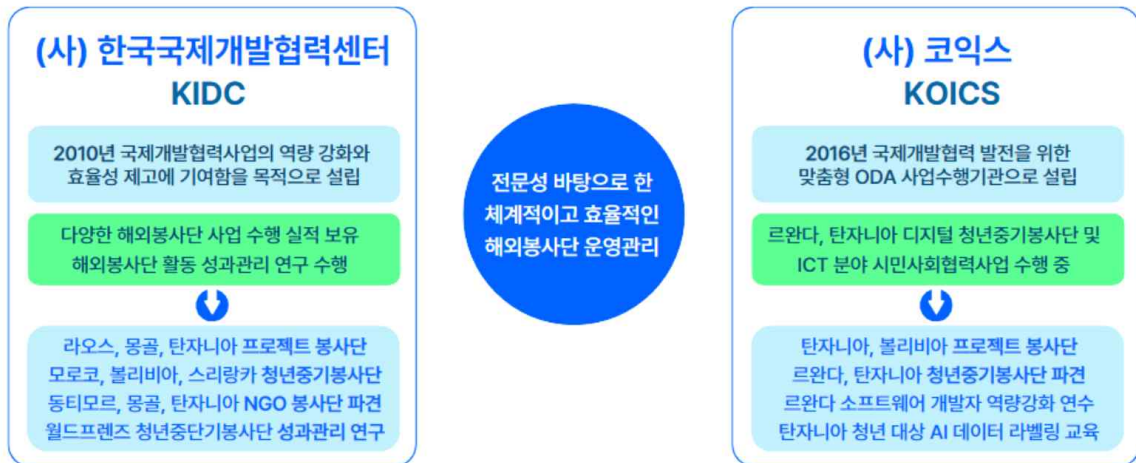 (사) 한국국제개발협력센터
KIDC
2010년 국제개발협력사업의 역량 강화와
효율성 제고에 기여함을 목적으로 설립
다양한 해외봉사단 사업 수행 실적 보유
해외봉사단 활동 성과관리 연구 수행
라오스, 몽골, 탄자니아 프로젝트 봉사단
모로코, 볼리비아, 스리랑카 청년중기봉사단
동티모르, 몽골, 탄자니아 NGO 봉사단 파견
월드프렌즈 청년중단기봉사단 성과관리 연구
전문성 바탕으로 한
체계적이고 효율적인
해외봉사단 운영관리
(사) 코익스
KOICS
2016년 국제개발협력 발전을 위한
맞춤형 ODA 사업수행기관으로 설립
르완다, 탄자니아 디지털 청년중기봉사단 및
ICT 분야 시민사회협력사업 수행 중
탄자니아, 볼리비아 프로젝트 봉사단
르완다, 탄자니아 청년중기봉사단 파견
르완다 소프트웨어 개발자 역량강화 연수
탄자니아 청년 대상 AI 데이터 라벨링 교육